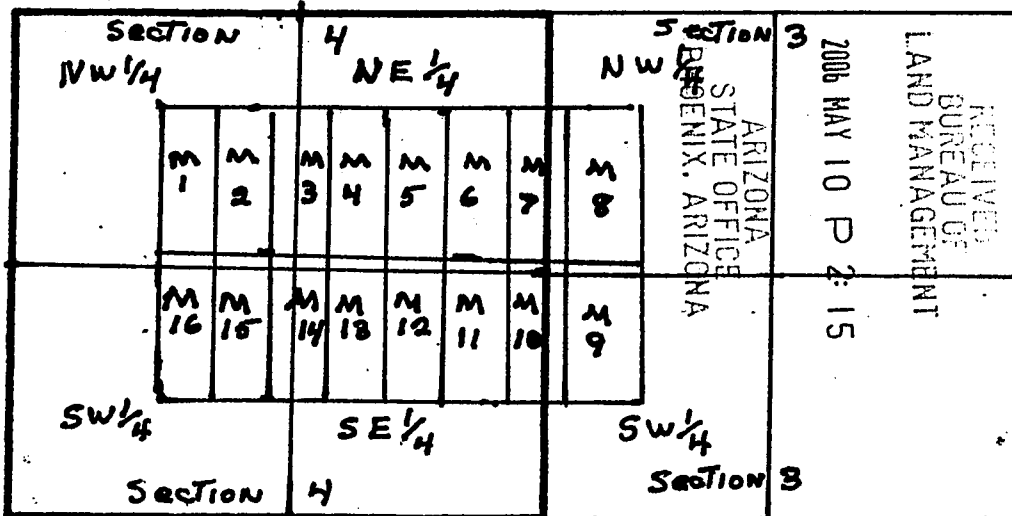 Section 4 Section 3
NW 1/4 NE 1/4 NW 1/4
M 1 M 2 M 3 M 4 M 5 M 6 M 7 M 8
M 16 M 15 M 14 M 13 M 12 M 11 M 10 M 9
SW 1/4 SE 1/4 SW 1/4
Section 4 Section 3
RECEIVED
BUREAU OF
LAND MANAGEMENT
2006 MAY 10 P 2:15
ARIZONA
STATE OFFICE
PHOENIX, ARIZONA